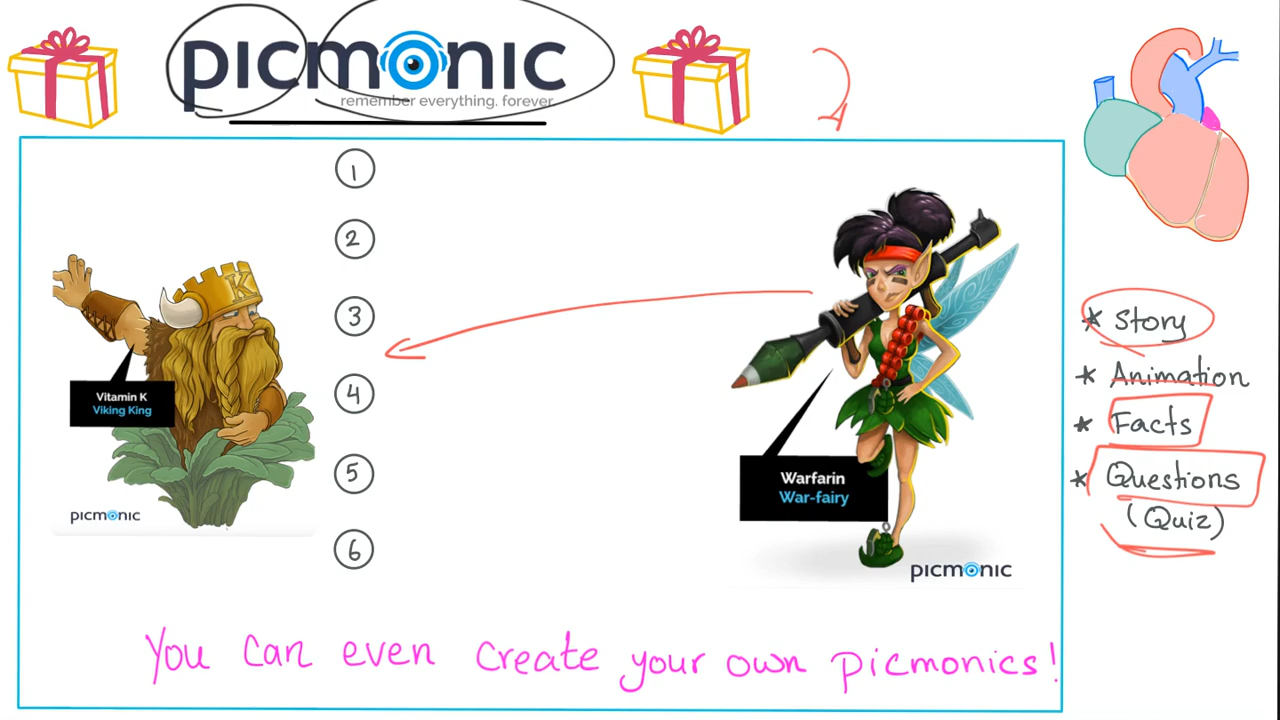 picmonic
remember everything. forever
1
2
3
4
5
6
K
Vitamin K
Viking King
picmonic
Warfarin
War-fairy
picmonic
* Story
* Animation
* Facts
* Questions
(Quiz)
You can even create your own picmonics!